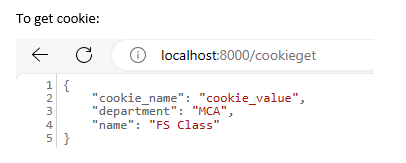 To get cookie:
localhost:8000/cookieget
1 {
2 "cookie_name": "cookie_value",
3 "department": "MCA",
4 "name": "FS Class"
5 }